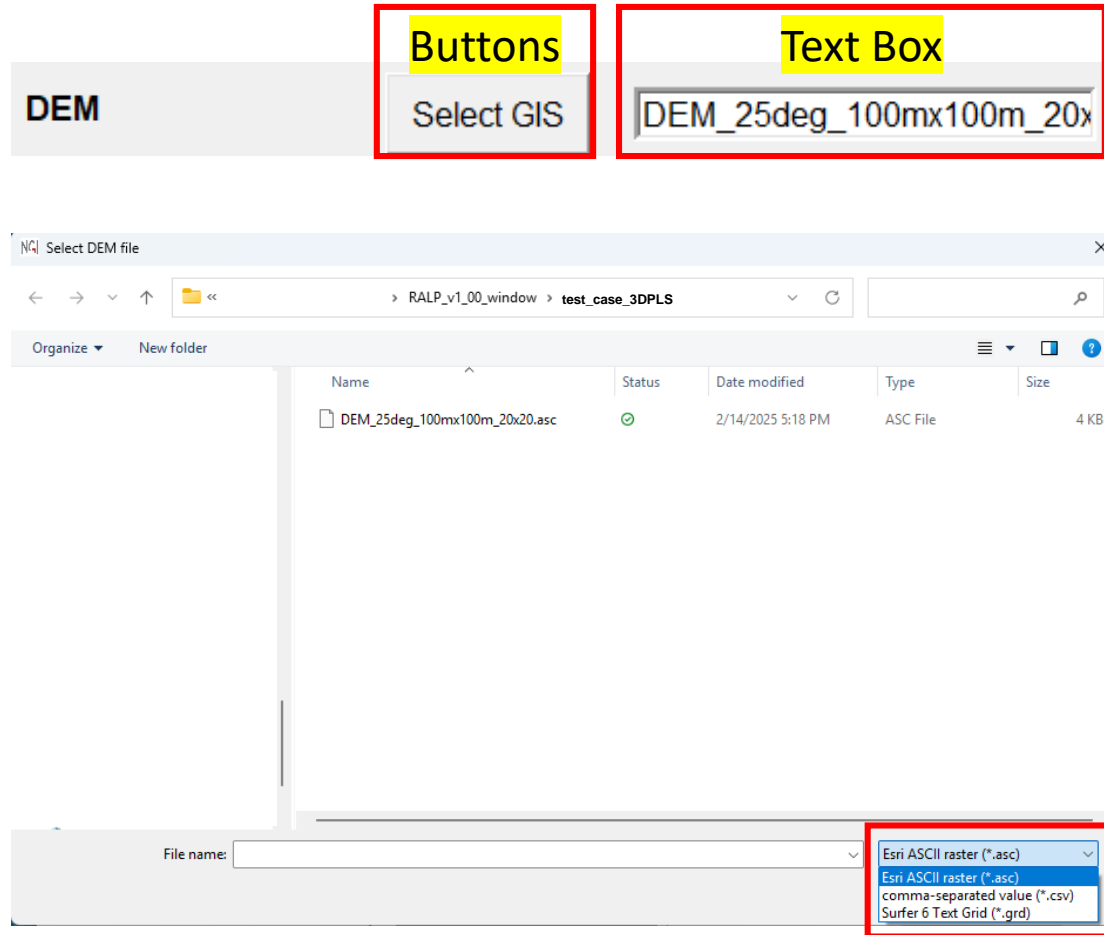 Buttons Text Box
DEM Select GIS DEM_25deg_100mx100m_20x
NGI Select DEM file
« > RALP_v1_00_window > test_case_3DPLS
Organize New folder
Name Status Date modified Type Size
DEM_25deg_100mx100m_20x20.asc 2/14/2025 5:18 PM ASC File 4 KB
File name: Esri ASCII raster (*.asc)
Esri ASCII raster (*.asc)
comma-separated value (*.csv)
Surfer 6 Text Grid (*.grd)